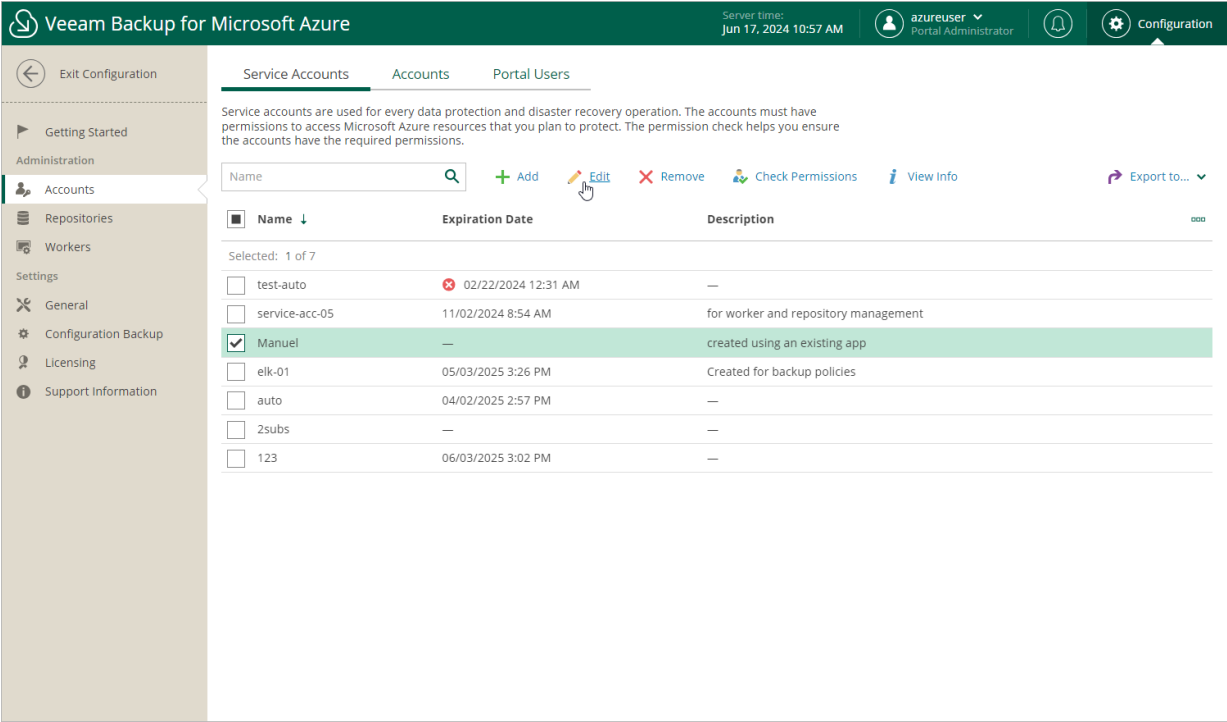 Veeam Backup for Microsoft Azure
Server time:
Jun 17, 2024 10:57 AM
azureuser
Portal Administrator
Configuration
Exit Configuration
Getting Started
Administration
Accounts
Repositories
Workers
Settings
General
Configuration Backup
Licensing
Support Information
Service Accounts Accounts Portal Users
Service accounts are used for every data protection and disaster recovery operation. The accounts must have
permissions to access Microsoft Azure resources that you plan to protect. The permission check helps you ensure
the accounts have the required permissions.
Name Add Edit Remove Check Permissions View Info Export to...
Name Expiration Date Description
Selected: 1 of 7
test-auto 02/22/2024 12:31 AM —
service-acc-05 11/02/2024 8:54 AM for worker and repository management
Manuel — created using an existing app
elk-01 05/03/2025 3:26 PM Created for backup policies
auto 04/02/2025 2:57 PM —
2subs — —
123 06/03/2025 3:02 PM —